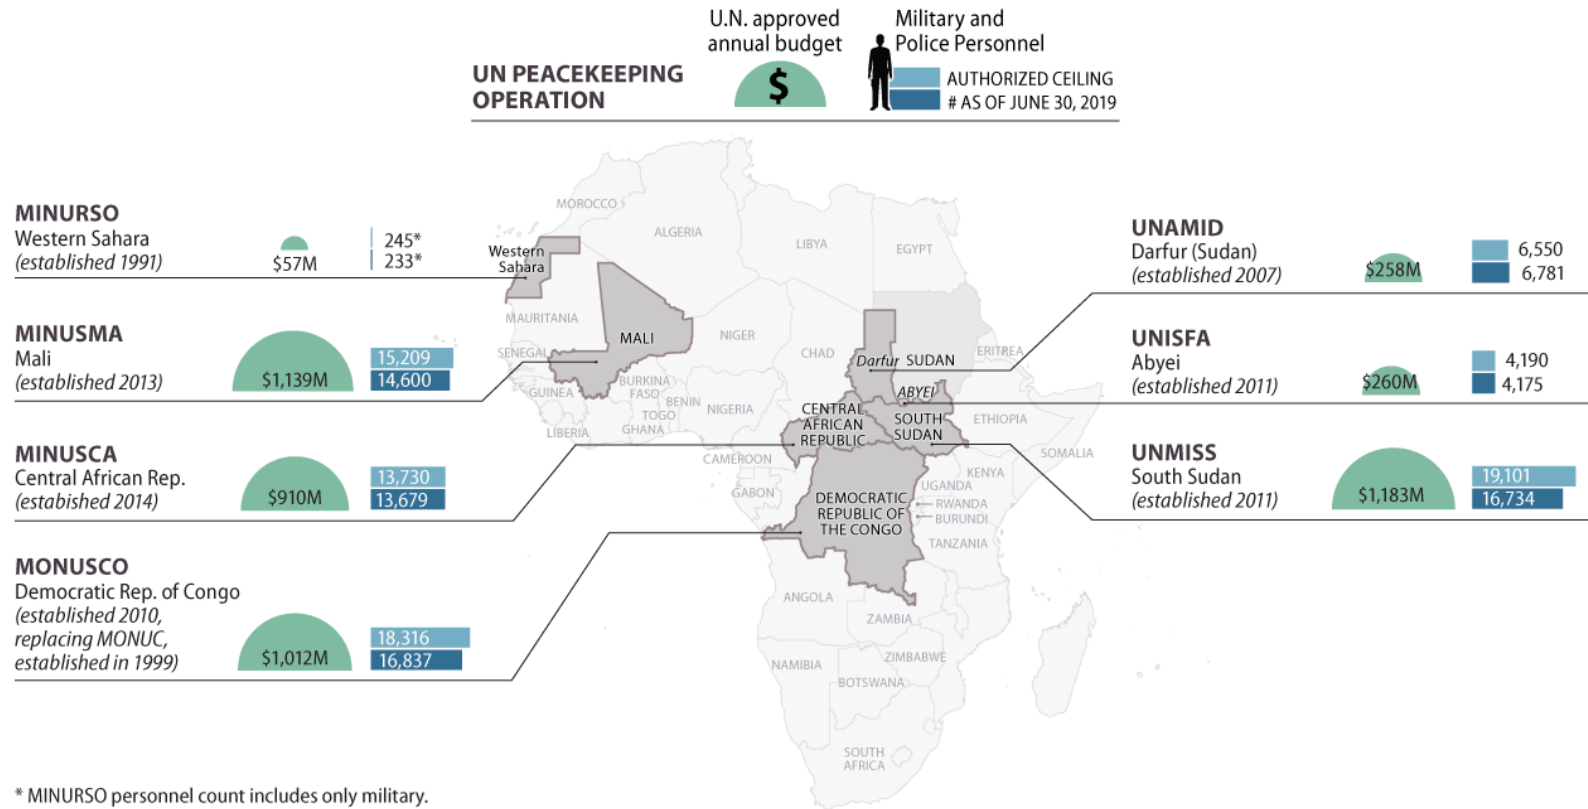 UN PEACEKEEPING
OPERATION
U.N. approved
annual budget
$
Military and
Police Personnel
AUTHORIZED CEILING
# AS OF JUNE 30, 2019
MINURSO
Western Sahara
(established 1991)
$57M
245*
233*
MINUSMA
Mali
(established 2013)
$1,139M
15,209
14,600
MINUSCA
Central African Rep.
(estabished 2014)
$910M
13,730
13,679
MONUSCO
Democratic Rep. of Congo
(established 2010,
replacing MONUC,
established in 1999)
$1,012M
18,316
16,837
MOROCCO
ALGERIA
LIBYA
EGYPT
Western
Sahara
MAURITANIA
MALI
NIGER
CHAD
Darfur SUDAN
ERITREA
SENEGAL
BURKINA
FASO
GUINEA
BENIN
TOGO
GHANA
LIBERIA
NIGERIA
ABYEI
CENTRAL
AFRICAN
REPUBLIC
SOUTH
SUDAN
ETHIOPIA
SOMALIA
CAMEROON
GABON
KENYA
UGANDA
RWANDA
BURUNDI
DEMOCRATIC
REPUBLIC OF
THE CONGO
TANZANIA
ANGOLA
ZAMBIA
ZIMBABWE
NAMIBIA
BOTSWANA
SOUTH
AFRICA
UNAMID
Darfur (Sudan)
(established 2007)
$258M
6,550
6,781
UNISFA
Abyei
(established 2011)
$260M
4,190
4,175
UNMISS
South Sudan
(established 2011)
$1,183M
19,101
16,734
* MINURSO personnel count includes only military.